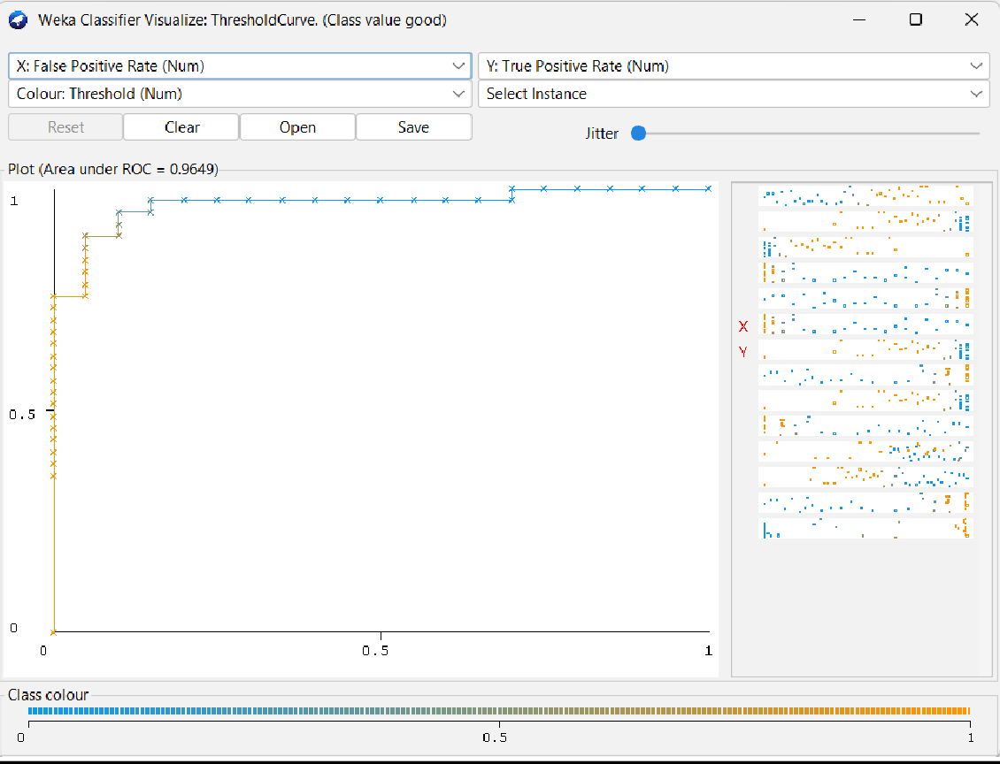 Weka Classifier Visualize: ThresholdCurve. (Class value good)
X: False Positive Rate (Num)
Y: True Positive Rate (Num)
Colour: Threshold (Num)
Select Instance
Reset
Clear
Open
Save
Jitter
Plot (Area under ROC = 0.9649)
1
0.5
0
0
0.5
1
X
Y
Class colour
0
0.5
1